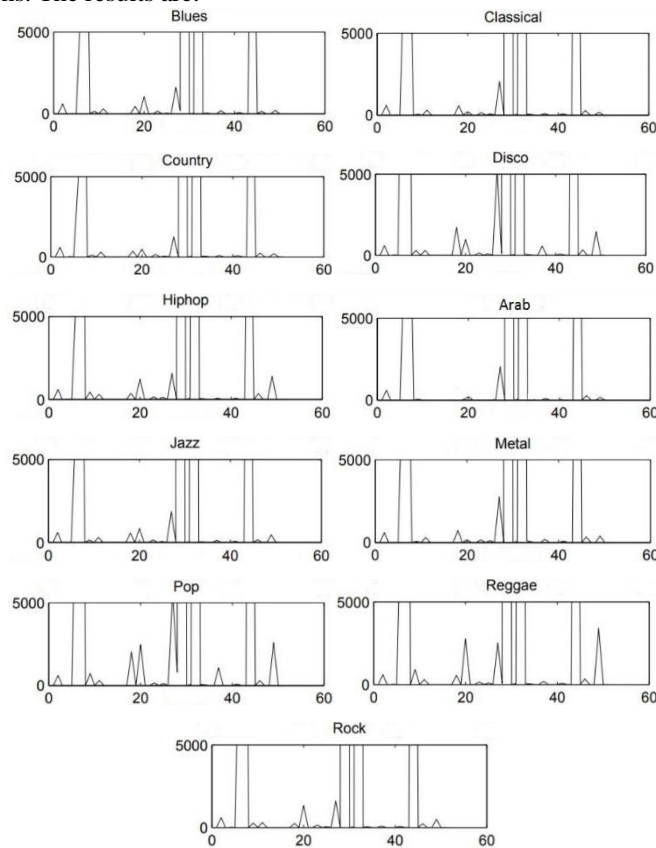 ns. The results are:
Blues Classical
5000 5000
0 0
0 20 40 60 0 20 40 60
Country Disco
5000 5000
0 0
0 20 40 60 0 20 40 60
Hiphop Arab
5000 5000
0 0
0 20 40 60 0 20 40 60
Jazz Metal
5000 5000
0 0
0 20 40 60 0 20 40 60
Pop Reggae
5000 5000
0 0
0 20 40 60 0 20 40 60
Rock
5000
0
0 20 40 60